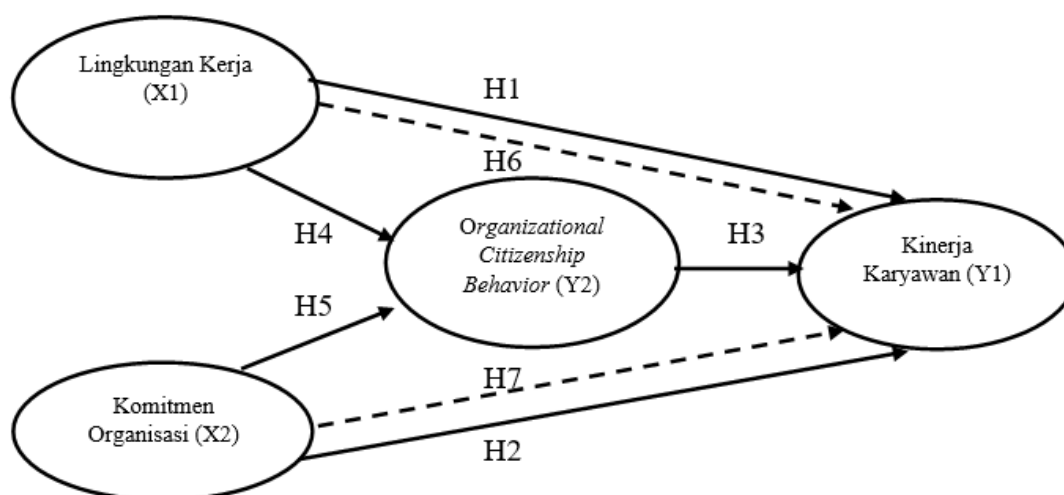 Lingkungan Kerja
(X1)
H1
H6
H4
Organizational
Citizenship
Behavior (Y2)
H3
Kinerja
Karyawan (Y1)
H5
H7
Komitmen
Organisasi (X2)
H2